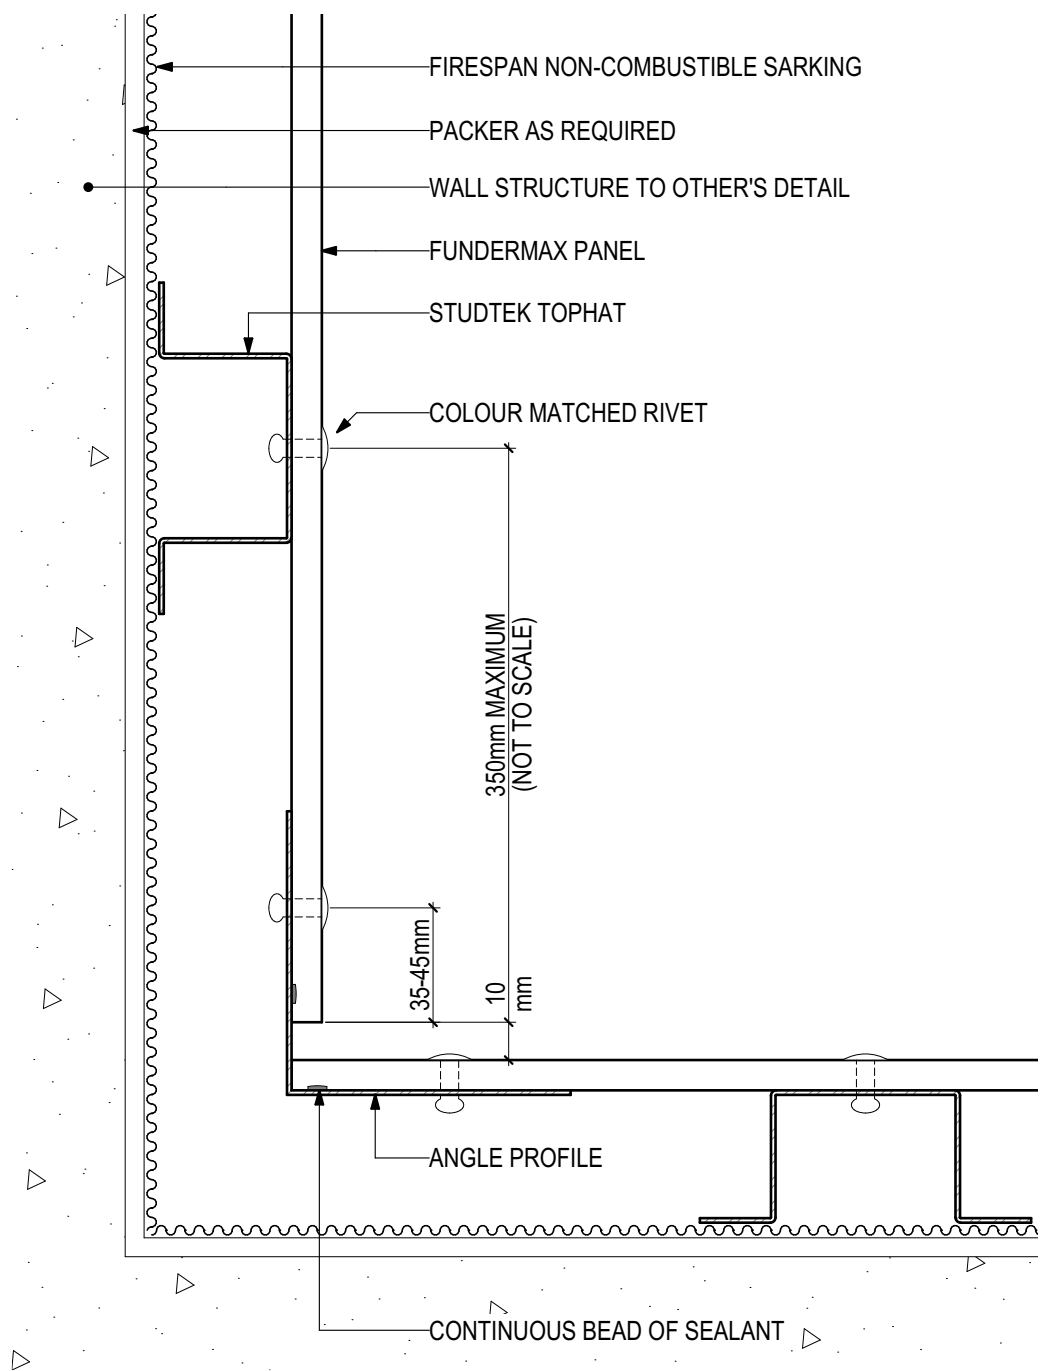 FIRESPAN NON-COMBUSTIBLE SARKING
PACKER AS REQUIRED
WALL STRUCTURE TO OTHER'S DETAIL
FUNDERMAX PANEL
STUDTEK TOPHAT
COLOUR MATCHED RIVET
350mm MAXIMUM
(NOT TO SCALE)
35-45mm
10
mm
ANGLE PROFILE
CONTINUOUS BEAD OF SEALANT